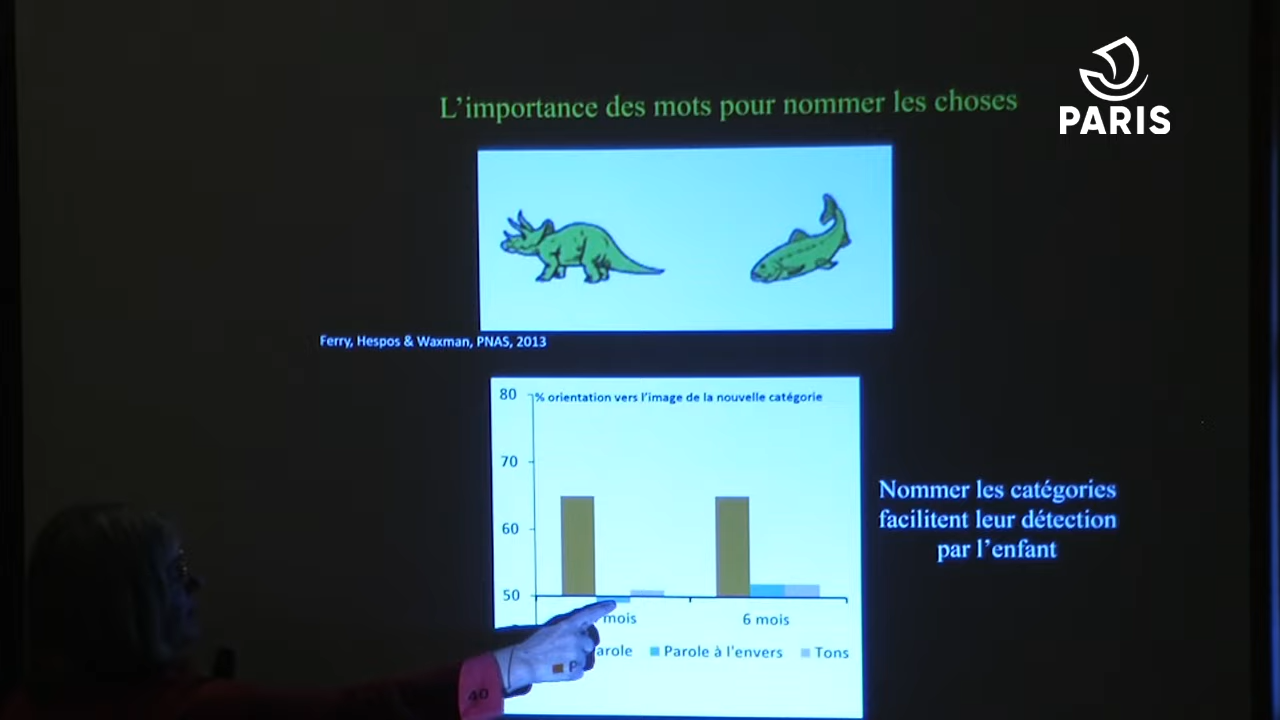 L'importance des mots pour nommer les choses
PARIS
Ferry, Hespos & Waxman, PNAS, 2013
80
% orientation vers l'image de la nouvelle catégorie
70
60
50
mois
6 mois
Nommer les catégories
facilitent leur détection
par l'enfant
P arole
Parole à l'envers
Tons
40